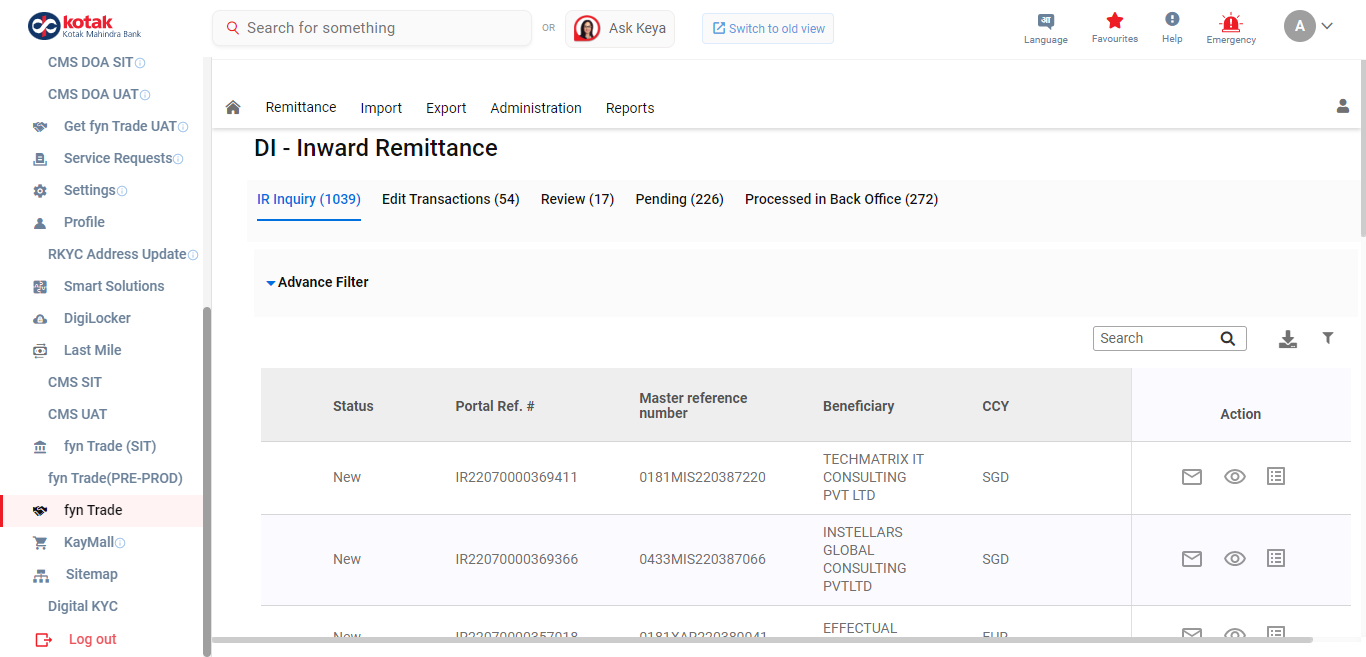 kotak
Kotak Mahindra Bank
Search for something
OR
Ask Keya
Switch to old view
Language
Favourites
Help
Emergency
A
CMS DOA SIT
CMS DOA UAT
Get fyn Trade UAT
Service Requests
Settings
Profile
RKYC Address Update
Smart Solutions
DigiLocker
Last Mile
CMS SIT
CMS UAT
fyn Trade (SIT)
fyn Trade(PRE-PROD)
fyn Trade
KayMall
Sitemap
Digital KYC
Log out
Remittance Import Export Administration Reports
DI - Inward Remittance
IR Inquiry (1039) Edit Transactions (54) Review (17) Pending (226) Processed in Back Office (272)
Advance Filter
Search
Status Portal Ref. # Master reference number Beneficiary CCY Action
New IR22070000369411 0181MIS220387220 TECHMATRIX IT
CONSULTING
PVT LTD
SGD
New IR22070000369366 0433MIS220387066 INSTELLARS
GLOBAL
CONSULTING
PVTLTD
SGD
New IR22070000357018 0181XAR220380041 EFFECTUAL EUR